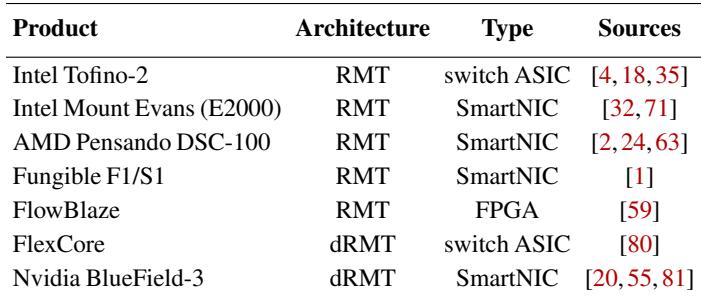 Product Architecture Type Sources
Intel Tofino-2 RMT switch ASIC [4, 18, 35]
Intel Mount Evans (E2000) RMT SmartNIC [32, 71]
AMD Pensando DSC-100 RMT SmartNIC [2, 24, 63]
Fungible F1/S1 RMT SmartNIC [1]
FlowBlaze RMT FPGA [59]
FlexCore dRMT switch ASIC [80]
Nvidia BlueField-3 dRMT SmartNIC [20, 55, 81]